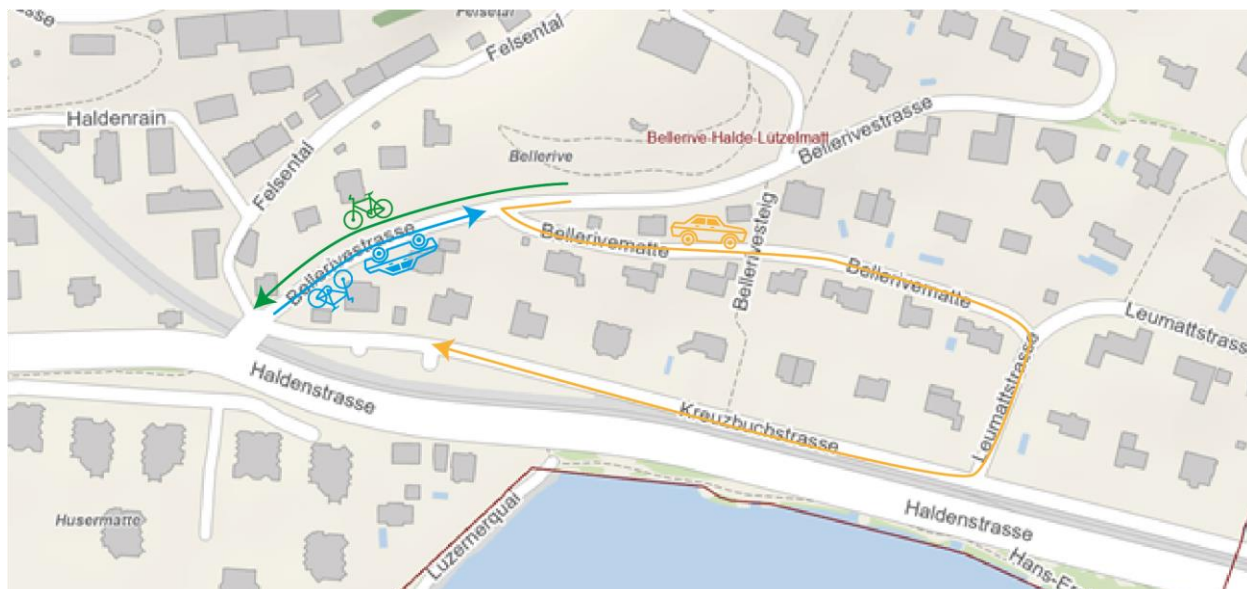 asse
Felsental
Felsental
Haldenrain
Felsental
Bellerive-Halde-Lützelmatt
Bellerivestrasse
Bellerive
Bellerivestrasse
Bellerivematte
Bellerivesteig
Bellerivematte
Leumattstrasse
Leumattstrasse
Haldenstrasse
Kreuzbuchstrasse
Haldenstrasse
Husermatte
Luzernerquai